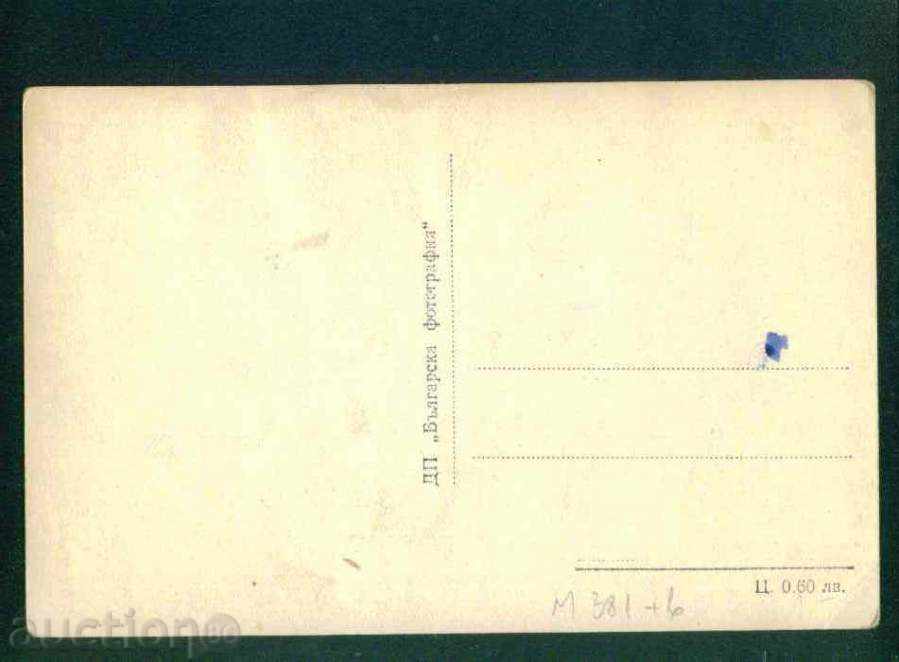 ДП „Българска фотография“
Ц. 0.60 лв.
М 381+6
auction